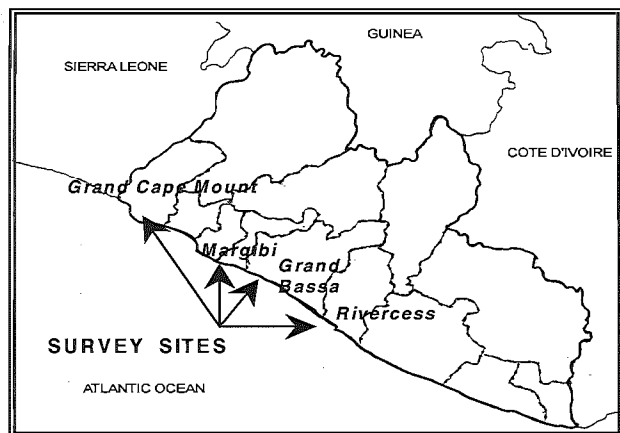 GUINEA
SIERRA LEONE
COTE D'IVOIRE
Grand Cape Mount
Margibi
Grand
Bassa
Rivercess
SURVEY SITES
ATLANTIC OCEAN